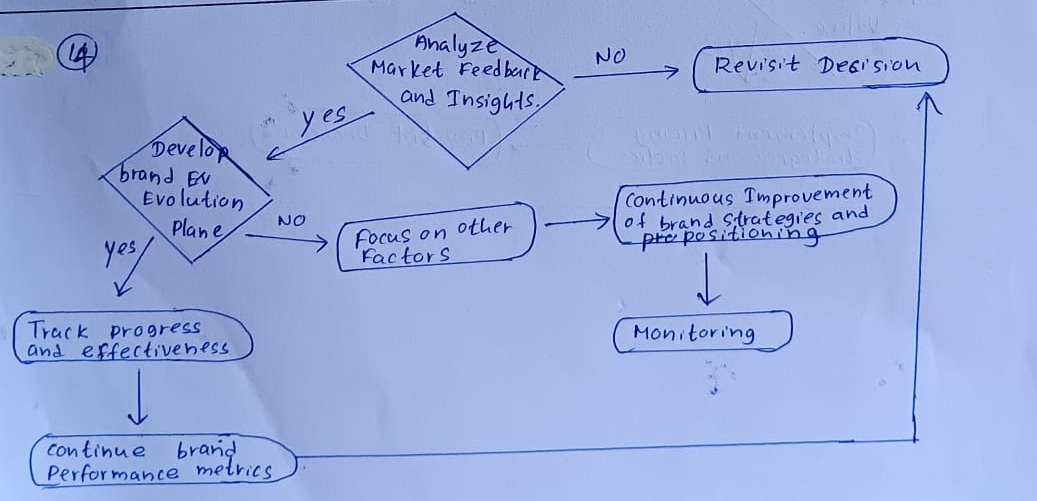 14
Analyze
Market Feedback
and Insights.
NO
Revisit Decision
yes
Develop
brand Ev
Evolution
Plane
NO
Focus on other
Factors
Continuous Improvement
of brand strategies and
pre positioning
yes
Track progress
and effectiveness
Monitoring
continue brand
Performance metrics